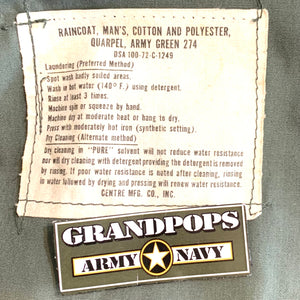 RAINCOAT, MAN'S, COTTON AND POLYESTER,
QUARPEL, ARMY GREEN 274
DSA 100-72-C-1249
Laundering (Preferred Method)
Spot wash badly soiled areas.
Wash in hot water (140° F.) using detergent.
Rinse at least 3 times.
Machine spin or squeeze by hand.
Machine dry at moderate heat or hang to dry.
Press with moderately hot iron (synthetic setting).
Dry Cleaning (Alternate method)
Dry cleaning in "PURE" solvent will not reduce water resistance
nor will dry cleaning with detergent providing the detergent is removed
by rinsing. If poor water resistance is noted after cleaning, rinsing
in water followed by drying and pressing will renew water resistance.
CENTRE MFG. CO., INC.
GRANDPOPS
ARMY NAVY